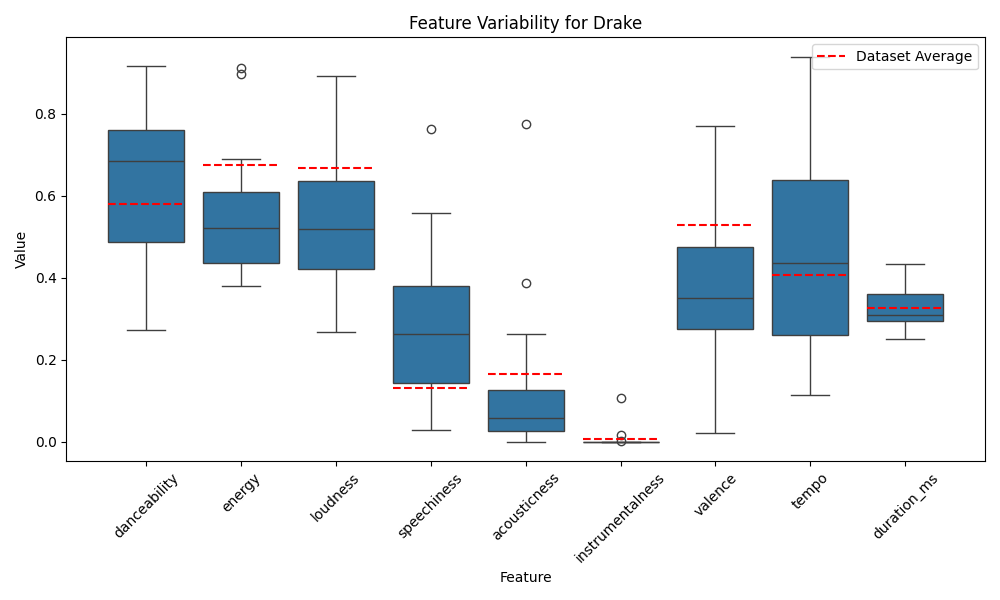 Feature Variability for Drake
Dataset Average
Value
0.8
0.6
0.4
0.2
0.0
danceability
energy
loudness
speechiness
acousticness
instrumentalness
valence
tempo
duration_ms
Feature